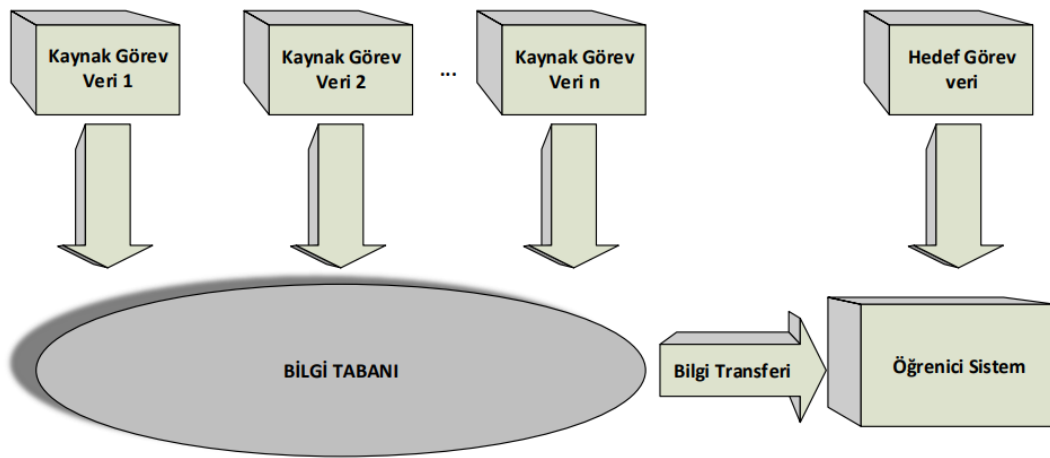 Kaynak Görev
Veri 1
Kaynak Görev
Veri 2
...
Kaynak Görev
Veri n
Hedef Görev
veri
BİLGİ TABANI
Bilgi Transferi
Öğrenici Sistem